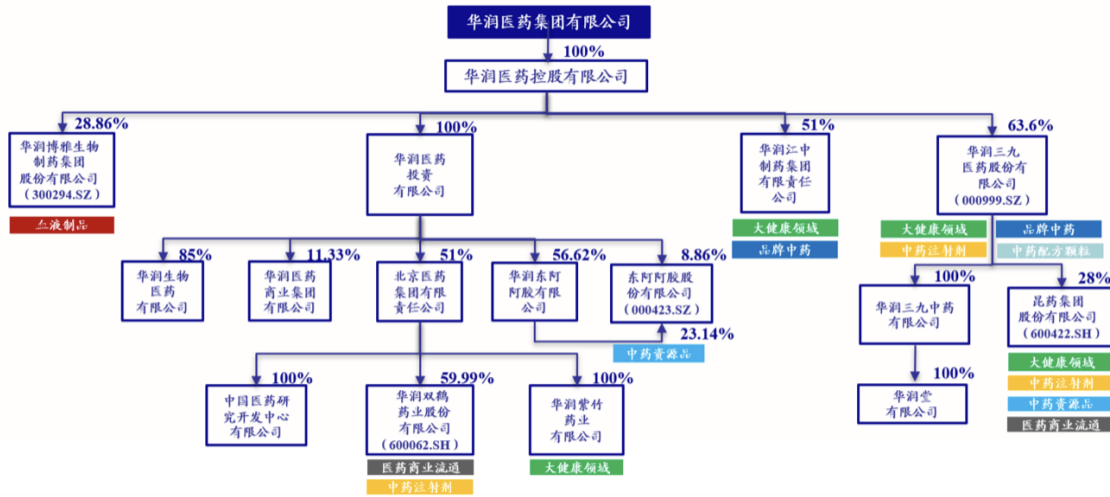 华润医药集团有限公司
100%
华润医药控股有限公司
28.86%
100%
51%
63.6%
华润博雅生物
制药集团
股份有限公司
(300294.SZ)
血液制品
华润医药
投资
有限公司
华润江中
制药集团
有限责任
公司
大健康领域
品牌中药
华润三九
医药股份有
限公司
(000999.SZ)
大健康领域
品牌中药
中药注射剂
中药配方颗粒
85%
11.33%
51%
56.62%
8.86%
华润生物
医药
有限公司
华润医药
商业集团
有限公司
北京医药
集团有限
责任公司
华润东阿
阿胶有限
公司
东阿阿胶股
份有限公司
(000423.SZ)
23.14%
中药资源品
100%
28%
华润三九中药
有限公司
昆药集团
股份有限公司
(600422.SH)
大健康领域
中药注射剂
中药资源品
医药商业流通
100%
华润堂
有限公司
100%
59.99%
100%
中国医药研
究开发中心
有限公司
华润双鹤
药业股份
有限公司
(600062.SH)
医药商业流通
中药注射剂
华润紫竹
药业
有限公司
大健康领域